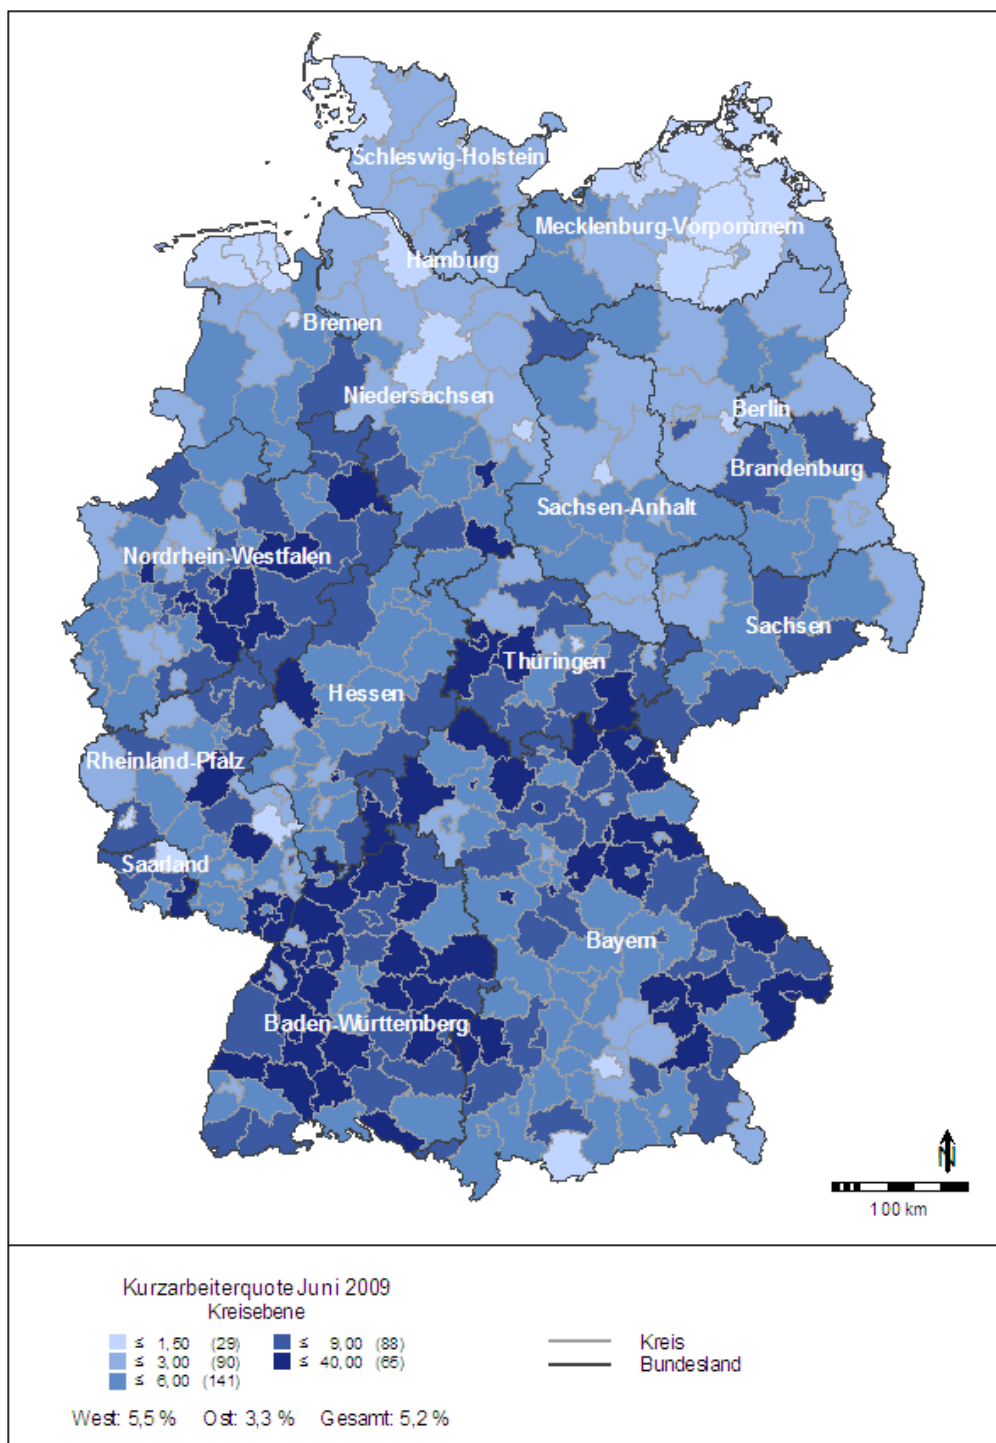 Schleswig-Holstein
Mecklenburg-Vorpommern
Hamburg
Bremen
Niedersachsen
Berlin
Brandenburg
Sachsen-Anhalt
Nordrhein-Westfalen
Sachsen
Thüringen
Hessen
Rheinland-Pfalz
Saarland
Bayern
Baden-Württemberg
N
100 km
Kurzarbeiterquote Juni 2009
Kreisebene
≤ 1,50 (29) ≤ 9,00 (88)
≤ 3,00 (90) ≤ 40,00 (65)
≤ 6,00 (141)
Kreis
Bundesland
West: 5,5 % Ost: 3,3 % Gesamt: 5,2 %